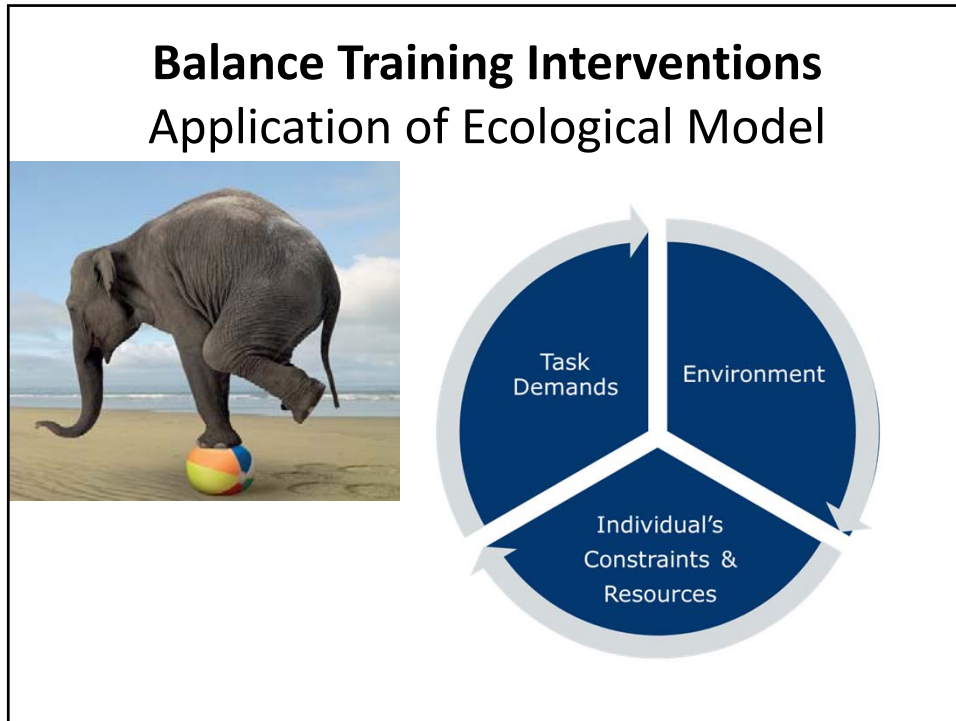 Balance Training Interventions
Application of Ecological Model
Task
Demands
Environment
Individual’s
Constraints &
Resources